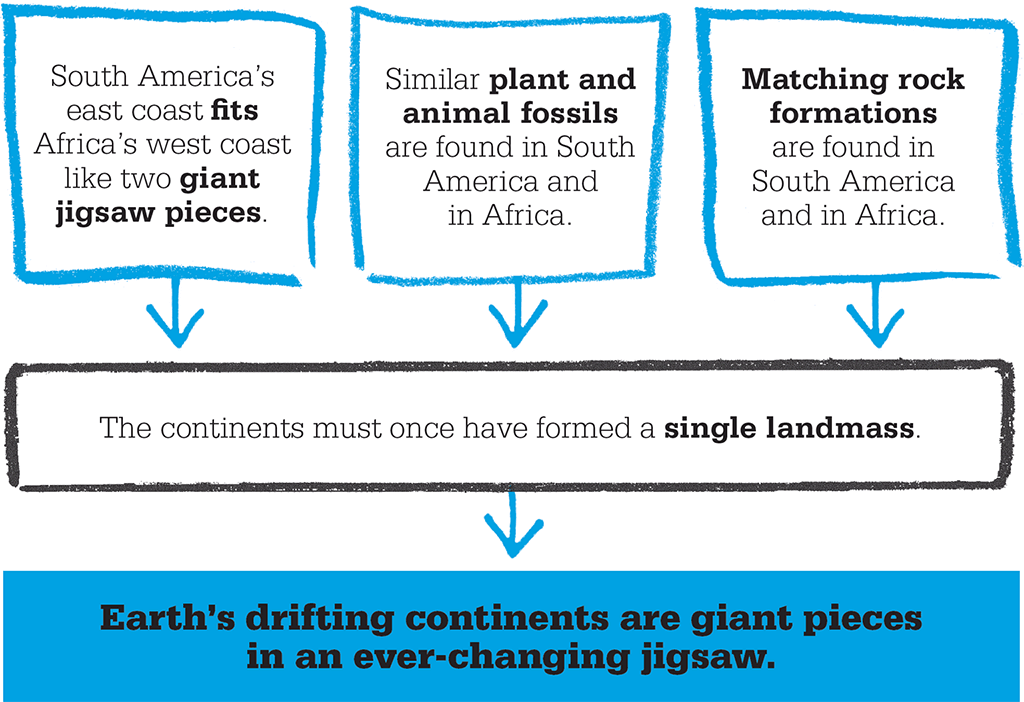 South America’s
east coast fits
Africa’s west coast
like two giant
jigsaw pieces.
Similar plant and
animal fossils
are found in South
America and
in Africa.
Matching rock
formations
are found in
South America
and in Africa.
The continents must once have formed a single landmass.
Earth’s drifting continents are giant pieces
in an ever-changing jigsaw.